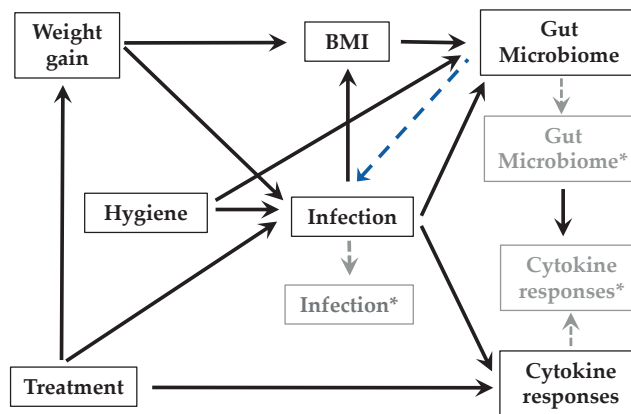 Weight
gain
BMI
Gut
Microbiome
Gut
Microbiome*
Hygiene
Infection
Infection*
Cytokine
responses*
Treatment
Cytokine
responses